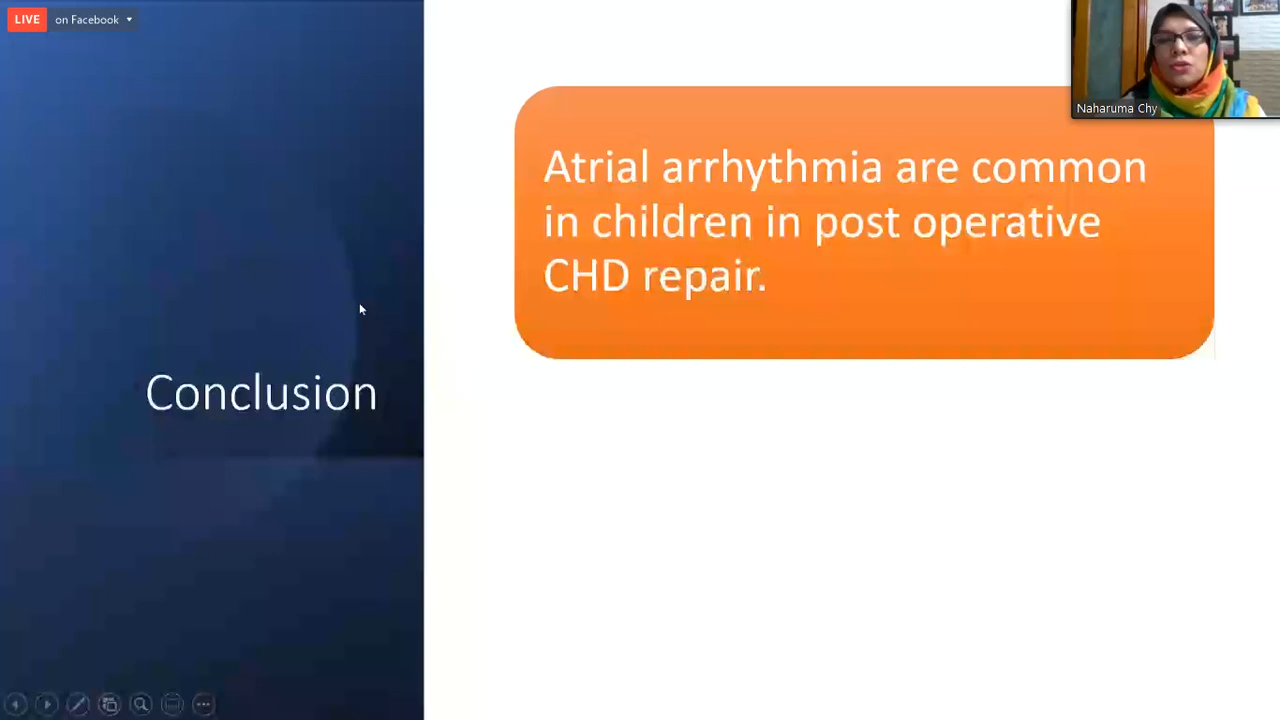 LIVE on Facebook
Naharuma Chy
Atrial arrhythmia are common
in children in post operative
CHD repair.
Conclusion